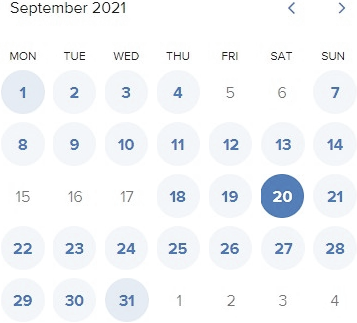 September 2021 < >
MON TUE WED THU FRI SAT SUN
1 2 3 4 5 6 7
8 9 10 11 12 13 14
15 16 17 18 19 20 21
22 23 24 25 26 27 28
29 30 31 1 2 3 4